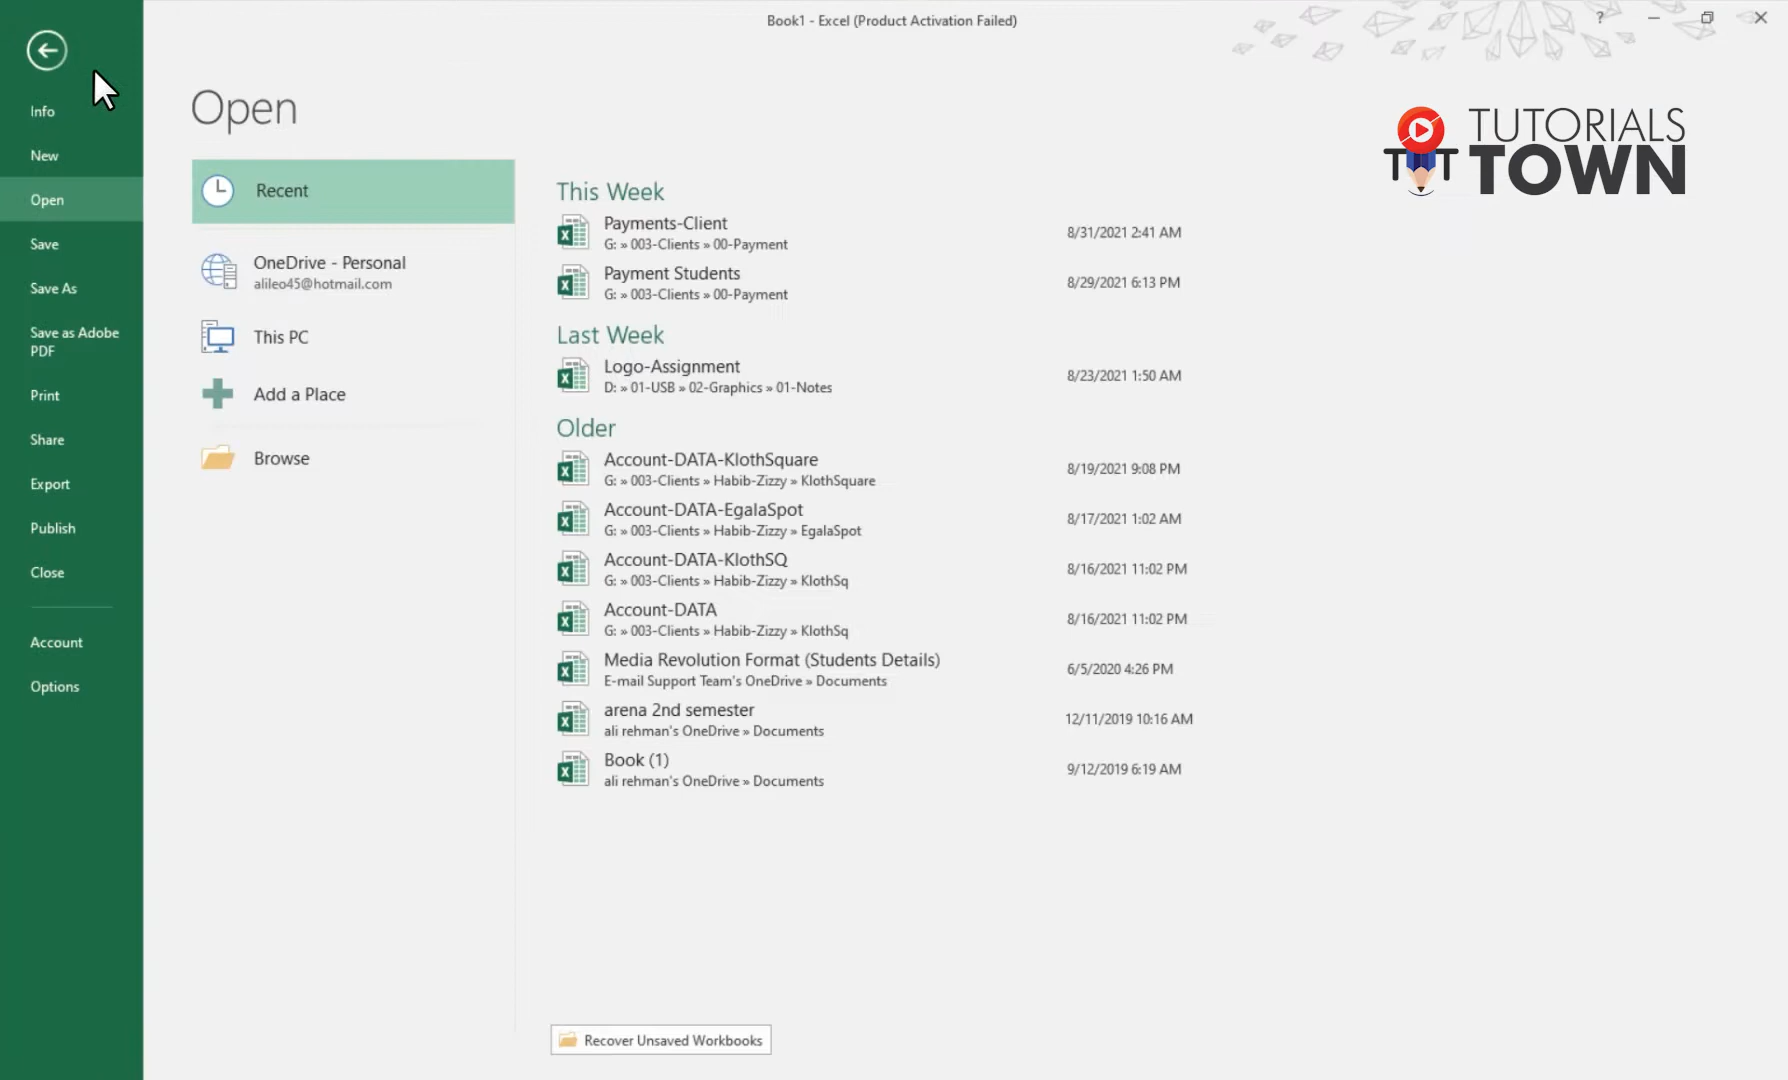 Book1 - Excel (Product Activation Failed)
?
Info
New
Open
Save
Save As
Save as Adobe
PDF
Print
Share
Export
Publish
Close
Account
Options
Open
Recent
OneDrive - Personal
alileo45@hotmail.com
This PC
Add a Place
Browse
This Week
Payments-Client
8/31/2021 2:41 AM
G: » 003-Clients » 00-Payment
Payment Students
8/29/2021 6:13 PM
G: » 003-Clients » 00-Payment
Last Week
Logo-Assignment
8/23/2021 1:50 AM
D: » 01-USB » 02-Graphics » 01-Notes
Older
Account-DATA-KlothSquare
8/19/2021 9:08 PM
G: » 003-Clients » Habib-Zizzy » KlothSquare
Account-DATA-EgalaSpot
8/17/2021 1:02 AM
G: » 003-Clients » Habib-Zizzy » EgalaSpot
Account-DATA-KlothSQ
8/16/2021 11:02 PM
G: » 003-Clients » Habib-Zizzy » KlothSq
Account-DATA
8/16/2021 11:02 PM
G: » 003-Clients » Habib-Zizzy » KlothSq
Media Revolution Format (Students Details)
6/5/2020 4:26 PM
E-mail Support Team's OneDrive » Documents
arena 2nd semester
12/11/2019 10:16 AM
ali rehman's OneDrive » Documents
Book (1)
9/12/2019 6:19 AM
ali rehman's OneDrive » Documents
Recover Unsaved Workbooks
TUTORIALS
TOWN